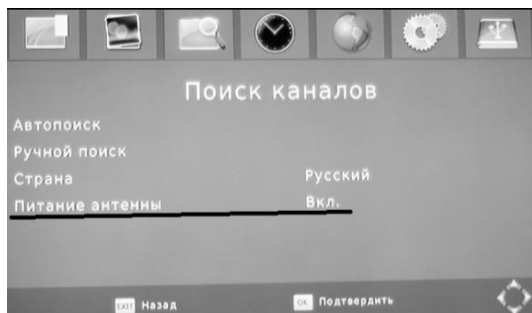 Поиск каналов
Автопоиск
Ручной поиск
Страна Русский
Питание антенны Вкл.
EXIT Назад OK Подтвердить